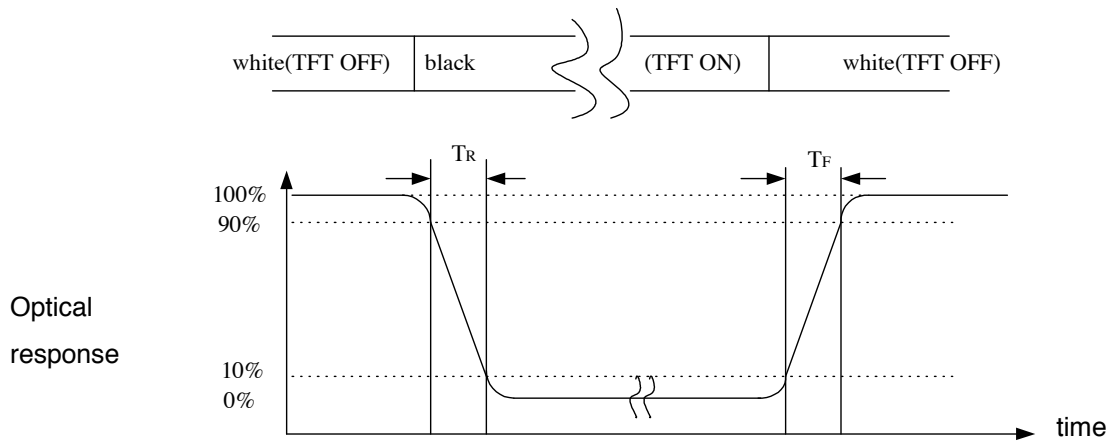 white(TFT OFF) black (TFT ON) white(TFT OFF)
TR TF
100%
90%
Optical
response
10%
0%
time